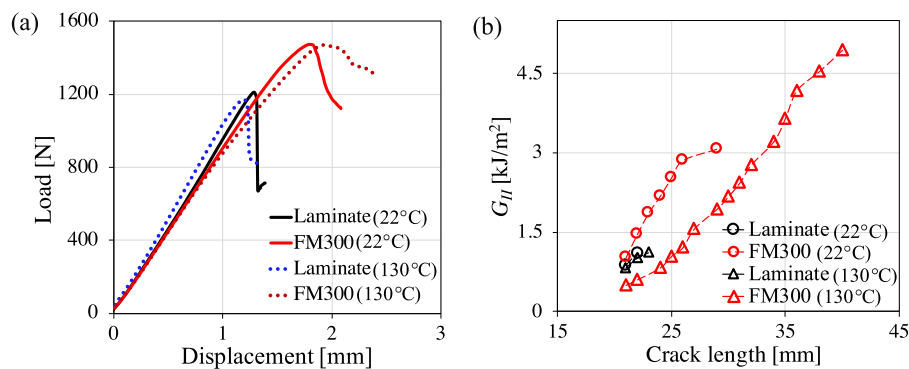 (a)
1600
1200
800
400
0
0
1
2
3
Load [N]
Displacement [mm]
Laminate (22°C)
FM300 (22°C)
Laminate (130°C)
FM300 (130°C)
(b)
4.5
3
1.5
0
15
25
35
45
G_II [kJ/m²]
Crack length [mm]
Laminate (22°C)
FM300 (22°C)
Laminate (130°C)
FM300 (130°C)